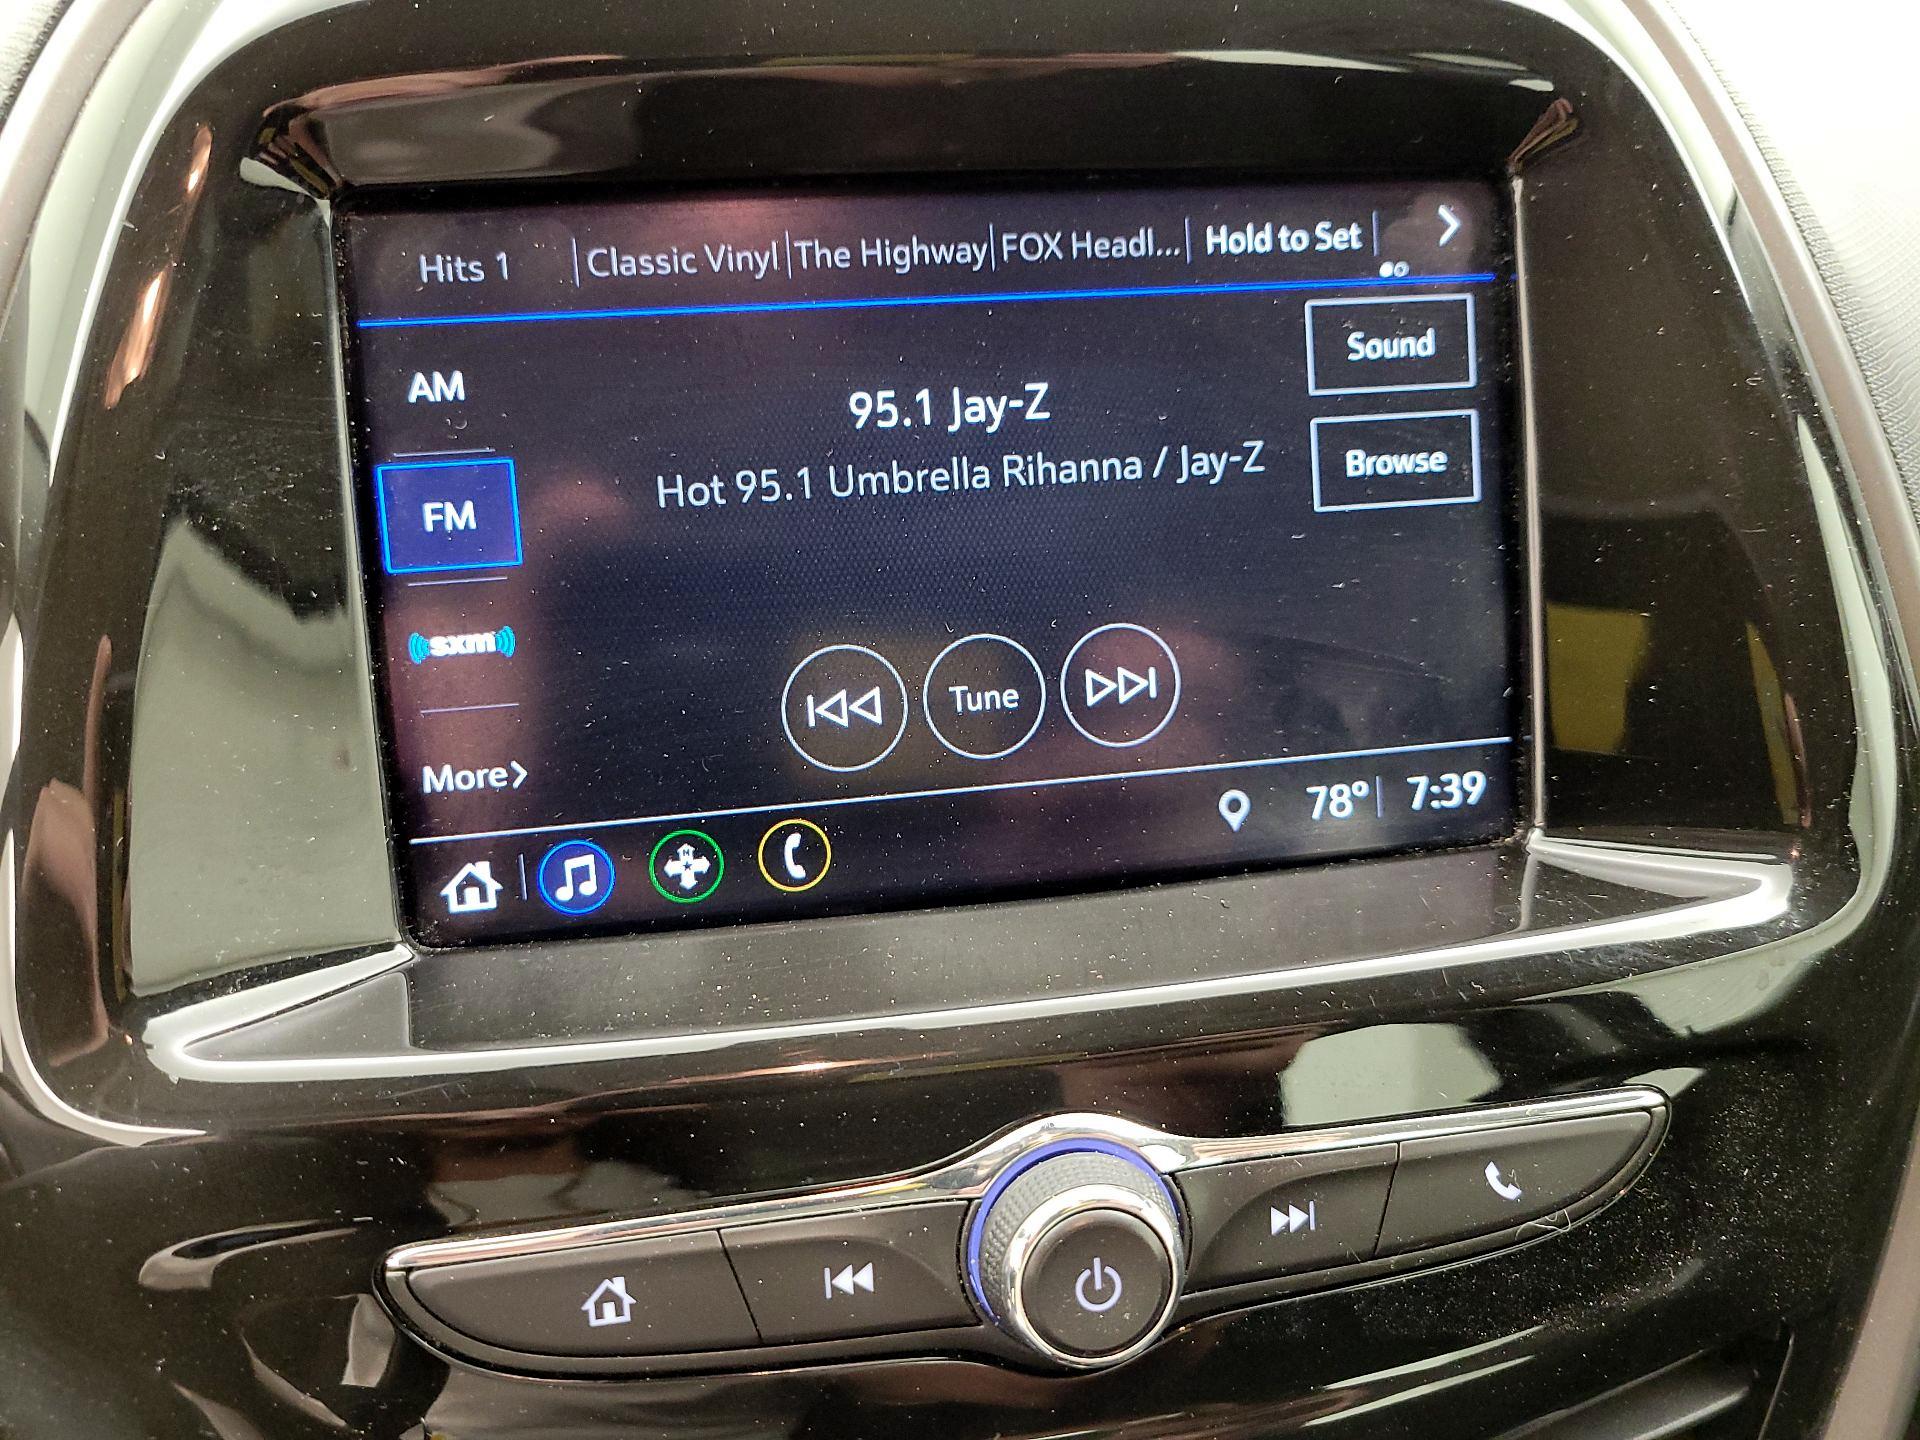 Hits 1 Classic Vinyl The Highway FOX Headl... Hold to Set
Sound
AM
95.1 Jay-Z
Browse
Hot 95.1 Umbrella Rihanna / Jay-Z
FM
sxm
Tune
More
78° 7:39
N